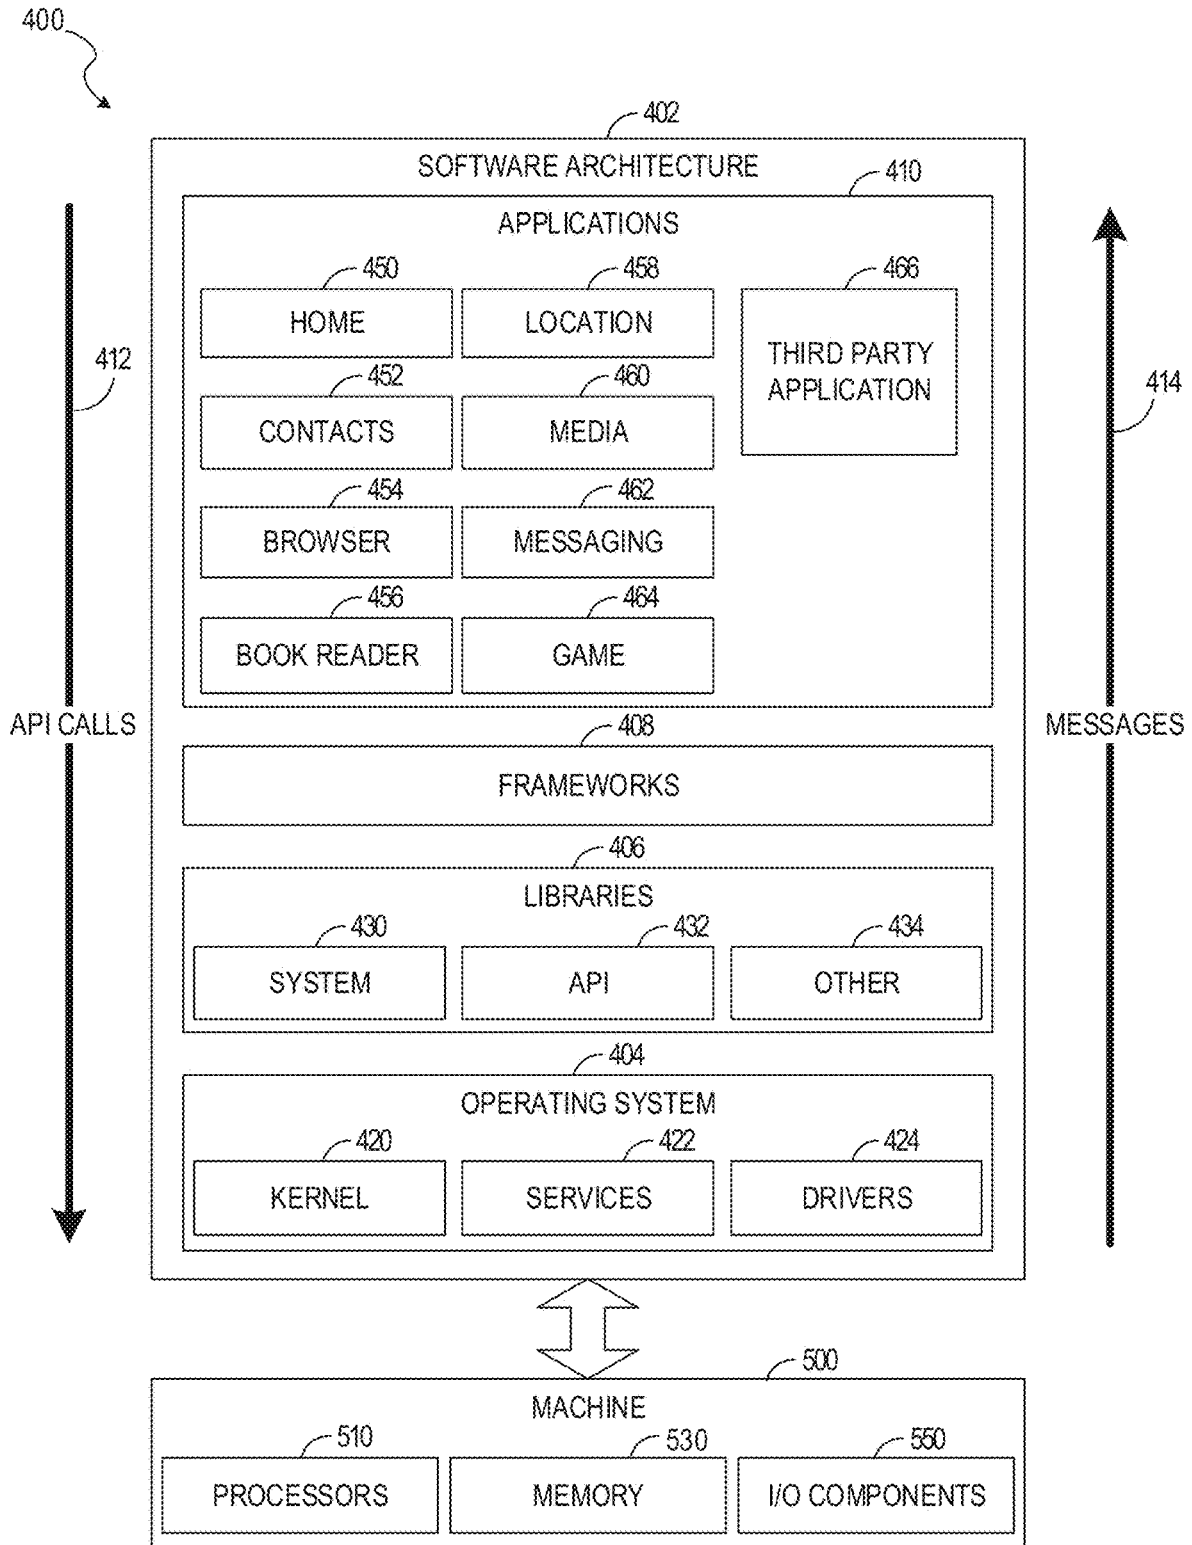 400
402
SOFTWARE ARCHITECTURE
410
APPLICATIONS
450
458
466
HOME
LOCATION
THIRD PARTY
APPLICATION
412
414
452
460
CONTACTS
MEDIA
454
462
BROWSER
MESSAGING
456
464
BOOK READER
GAME
API CALLS
MESSAGES
408
FRAMEWORKS
406
LIBRARIES
430
432
434
SYSTEM
API
OTHER
404
OPERATING SYSTEM
420
422
424
KERNEL
SERVICES
DRIVERS
500
MACHINE
510
530
550
PROCESSORS
MEMORY
I/O COMPONENTS